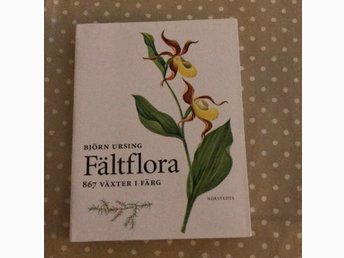 BJÖRN URSING
Fältflora
867 VÄXTER I FÄRG
NORSTEDTS